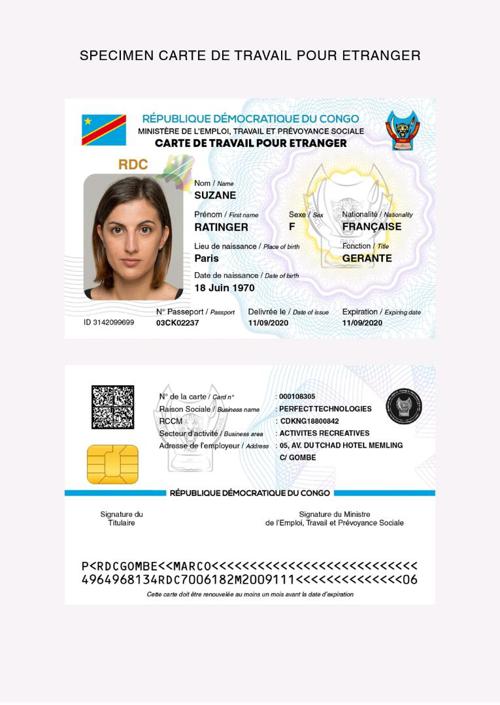 SPECIMEN CARTE DE TRAVAIL POUR ETRANGER
RÉPUBLIQUE DÉMOCRATIQUE DU CONGO
MINISTÈRE DE L'EMPLOI, TRAVAIL ET PRÉVOYANCE SOCIALE
CARTE DE TRAVAIL POUR ETRANGER
RDC
Nom / Name
SUZANE
Prénom / First name Sexe / Sex Nationalité / Nationality
RATINGER F FRANÇAISE
Lieu de naissance / Place of birth Fonction / Title
Paris GERANTE
Date de naissance / Date of birth
18 Juin 1970
N° Passeport / Passport Delivrée le / Date of issue Expiration / Expiring date
ID 3142099699 03CK02237 11/09/2020 11/09/2020
N° de la carte / Card n° : 000108305
Raison Sociale / Business name : PERFECT TECHNOLOGIES
RCCM : CDKNG18800842
Secteur d'activité / Business area : ACTIVITES RECREATIVES
Adresse de l'employeur / Address : 05, AV. DU TCHAD HOTEL MEMLING
C/ GOMBE
RÉPUBLIQUE DÉMOCRATIQUE DU CONGO
Signature du Signature du Ministre
Titulaire de l'Emploi, Travail et Prévoyance Sociale
P<RDCGOMBE<<MARCO<<<<<<<<<<<<<<<<<<<<<<<<<<<
4964968134RDC7006182M2009111<<<<<<<<<<<<<<06
Cette carte doit être renouvelée au moins un mois avant la date d'expiration